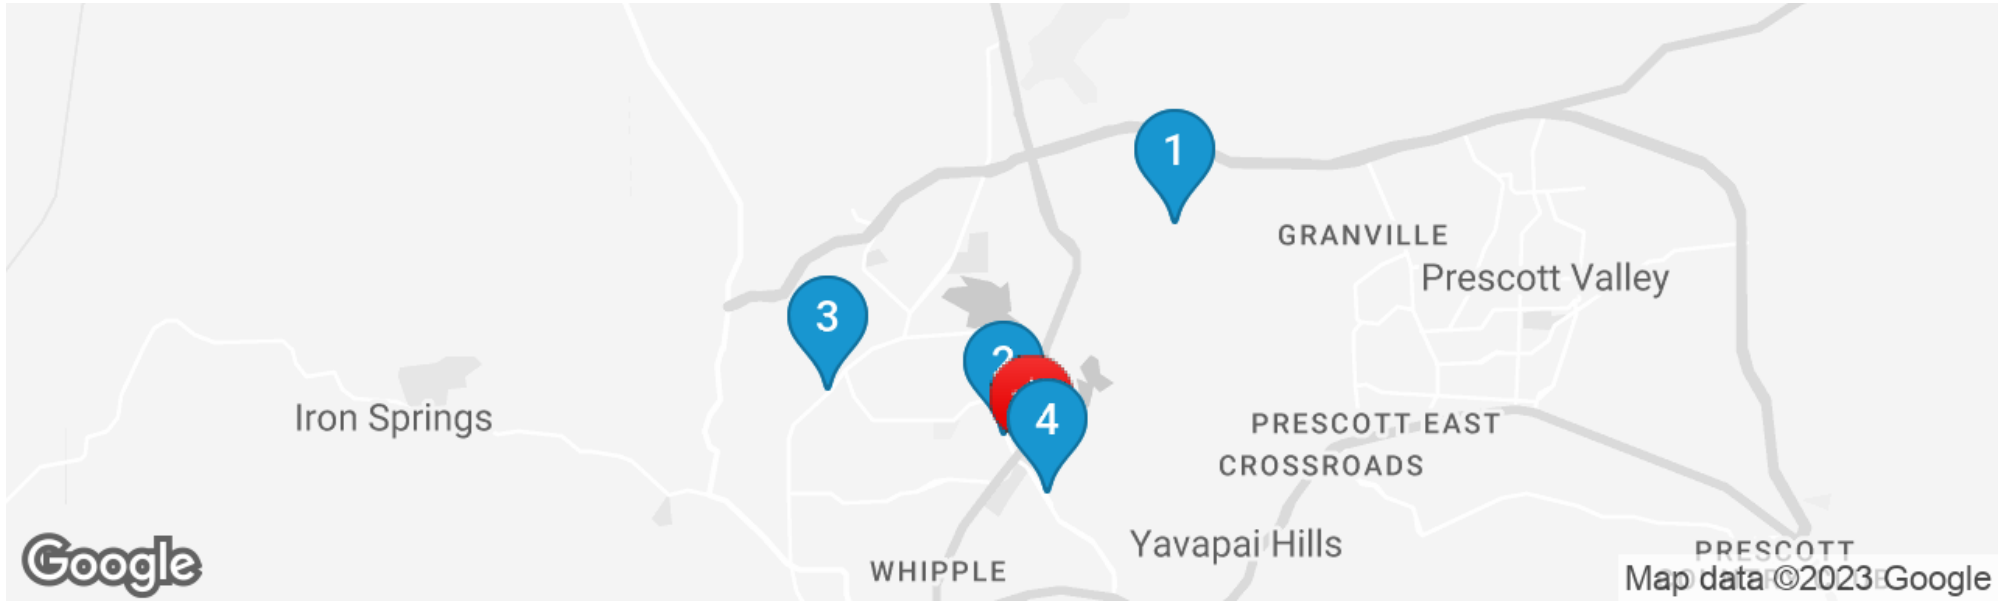 1
GRANVILLE
Prescott Valley
3
2
4
Iron Springs
PRESCOTT EAST
CROSSROADS
Yavapai Hills
WHIPPLE
Google
PRESCOTT
Map data ©2023 Google